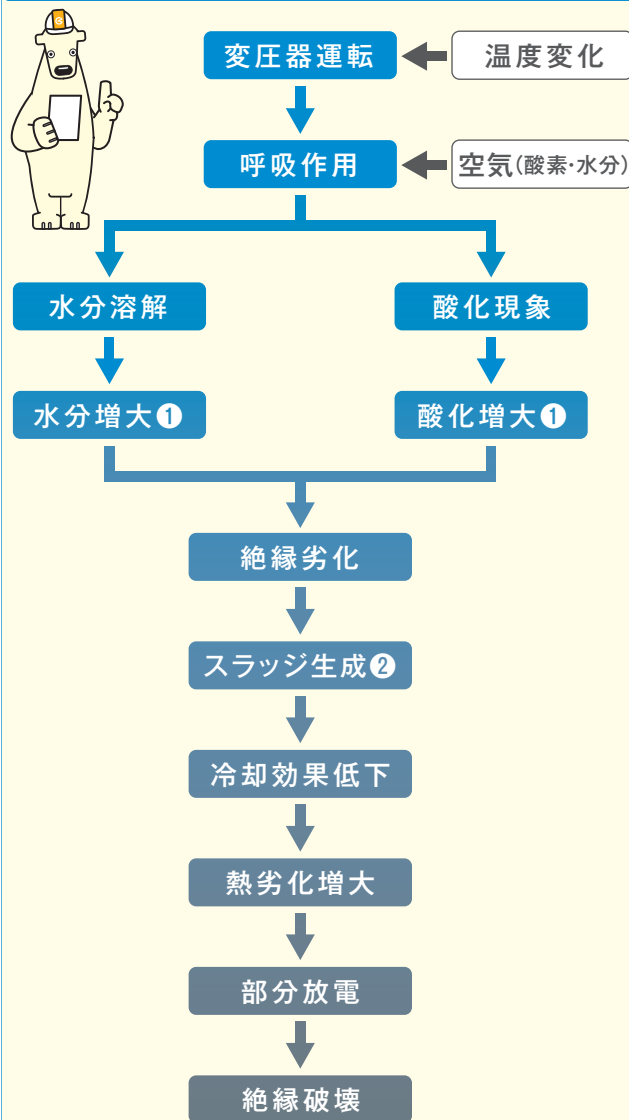 変圧器運転
温度変化
呼吸作用
空気(酸素・水分)
水分溶解
酸化現象
水分増大❶
酸化増大❶
絶縁劣化
スラッジ生成❷
冷却効果低下
熱劣化増大
部分放電
絶縁破壊